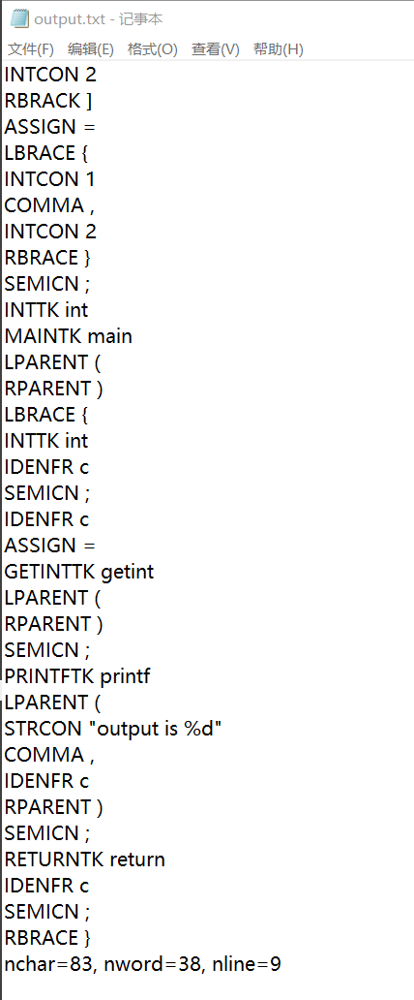 output.txt - 记事本
文件(F) 编辑(E) 格式(O) 查看(V) 帮助(H)
INTCON 2
RBRACK ]
ASSIGN =
LBRACE {
INTCON 1
COMMA ,
INTCON 2
RBRACE }
SEMICN ;
INTTK int
MAINTK main
LPARENT (
RPARENT )
LBRACE {
INTTK int
IDENFR c
SEMICN ;
IDENFR c
ASSIGN =
GETINTTK getint
LPARENT (
RPARENT )
SEMICN ;
PRINTFTK printf
LPARENT (
STRCON "output is %d"
COMMA ,
IDENFR c
RPARENT )
SEMICN ;
RETURNTK return
IDENFR c
SEMICN ;
RBRACE }
nchar=83, nword=38, nline=9